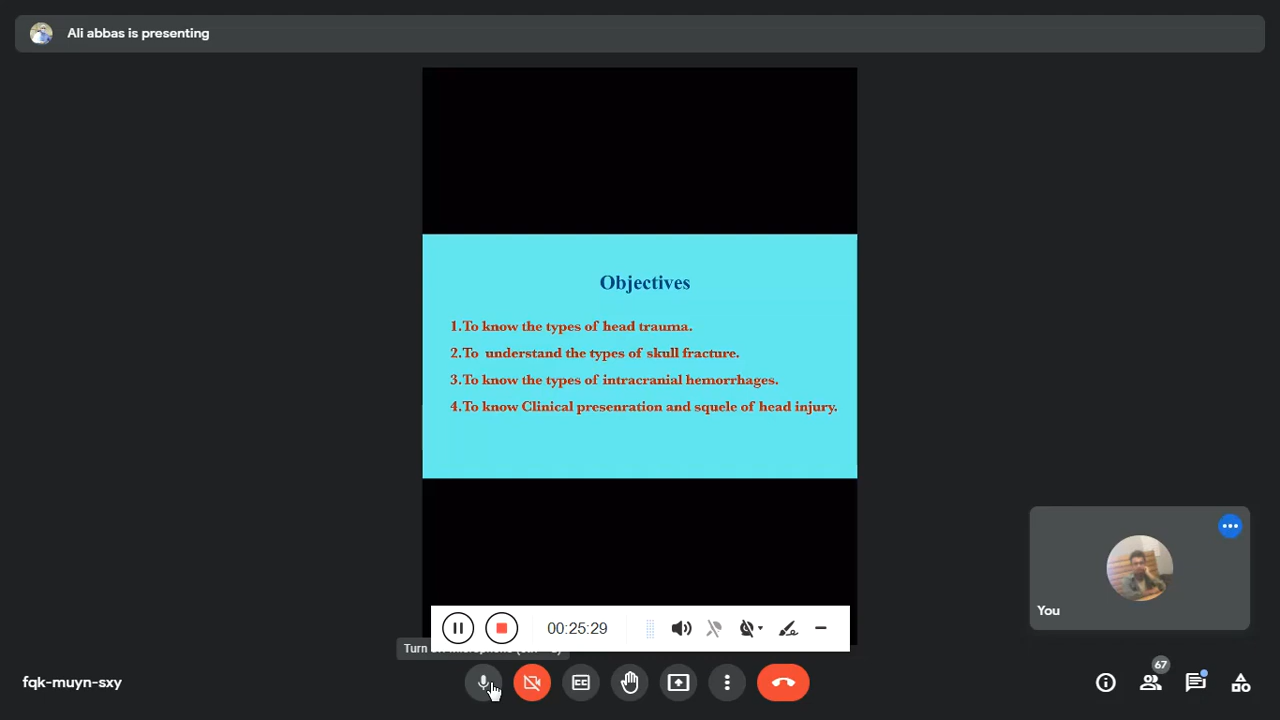 Ali abbas is presenting
Objectives
1.To know the types of head trauma.
2.To understand the types of skull fracture.
3.To know the types of intracranial hemorrhages.
4.To know Clinical presenration and squele of head injury.
You
00:25:29
Turn
67
fqk-muyn-sxy
CC